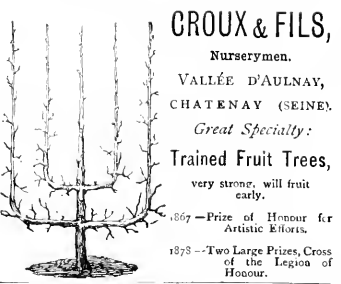 CROUX & FILS,
Nurserymen.
VALLÉE D'AULNAY,
CHATENAY (SEINE).
Great Specialty:
Trained Fruit Trees,
very strong, will fruit
early.
1867—Prize of Honour for
Artistic Efforts.
1878--Two Large Prizes, Cross
of the Legion of
Honour.